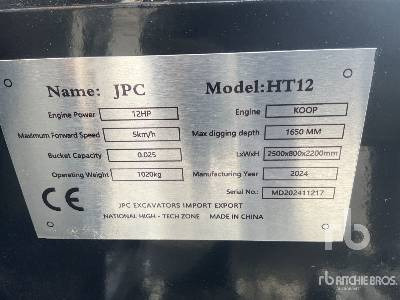 Name: JPC Model:HT12
Engine Power 12HP Engine KOOP
Maximum Forward Speed 5km/h Max digging depth 1650 MM
Bucket Capacity 0.025 LxWxH 2500x800x2200mm
Operating Weight 1020kg Manufacturing Year 2024
Serial No.: MD202411217
CE
JPC EXCAVATORS IMPORT EXPORT
NATIONAL HIGH - TECH ZONE MADE IN CHINA
rb
RITCHIE BROS.